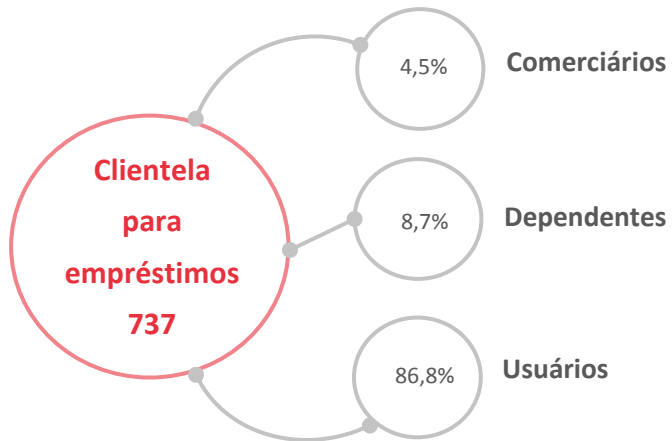 Clientela
para
empréstimos
737
4,5%
Comerciários
8,7%
Dependentes
86,8%
Usuários